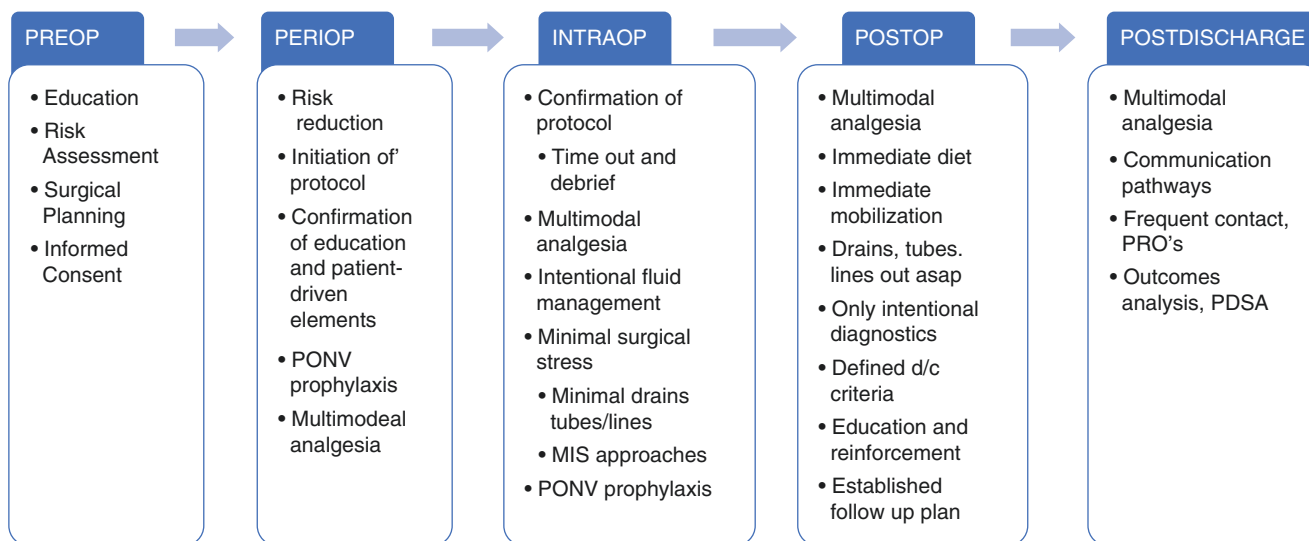 PREOP
• Education
• Risk
Assessment
• Surgical
Planning
• Informed
Consent
PERIOP
• Risk
reduction
• Initiation of'
protocol
• Confirmation
of education
and patient-
driven
elements
• PONV
prophylaxis
• Multimodeal
analgesia
INTRAOP
• Confirmation of
protocol
• Time out and
debrief
• Multimodal
analgesia
• Intentional fluid
management
• Minimal surgical
stress
• Minimal drains
tubes/lines
• MIS approaches
• PONV prophylaxis
POSTOP
• Multimodal
analgesia
• Immediate diet
• Immediate
mobilization
• Drains, tubes.
lines out asap
• Only intentional
diagnostics
• Defined d/c
criteria
• Education and
reinforcement
• Established
follow up plan
POSTDISCHARGE
• Multimodal
analgesia
• Communication
pathways
• Frequent contact,
PRO's
• Outcomes
analysis, PDSA